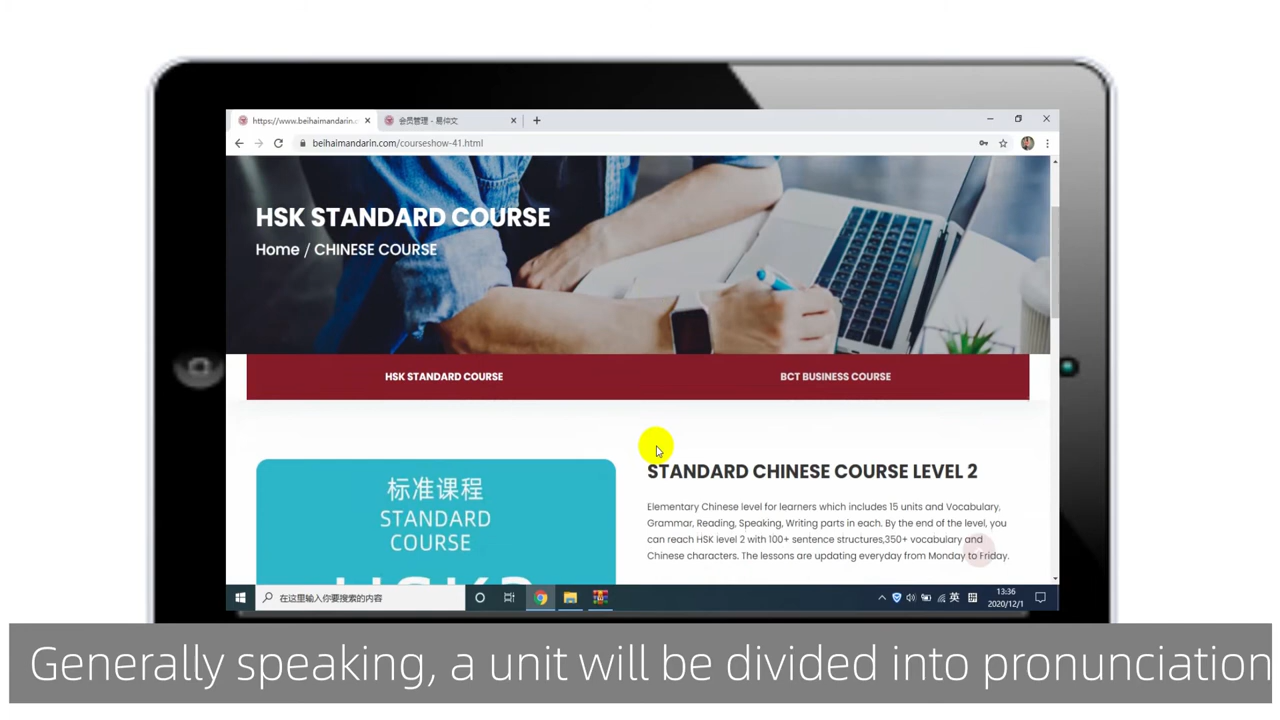 https://www.beihaimandarin.c
会员管理 - 易仲文
beihaimandarin.com/courseshow-41.html
HSK STANDARD COURSE
Home / CHINESE COURSE
HSK STANDARD COURSE
BCT BUSINESS COURSE
标准课程
STANDARD
COURSE
STANDARD CHINESE COURSE LEVEL 2
Elementary Chinese level for learners which includes 15 units and Vocabulary,
Grammar, Reading, Speaking, Writing parts in each. By the end of the level, you
can reach HSK level 2 with 100+ sentence structures,350+ vocabulary and
Chinese characters. The lessons are updating everyday from Monday to Friday.
在这里输入你要搜索的内容
英
13:36
2020/12/1
Generally speaking, a unit will be divided into pronunciation